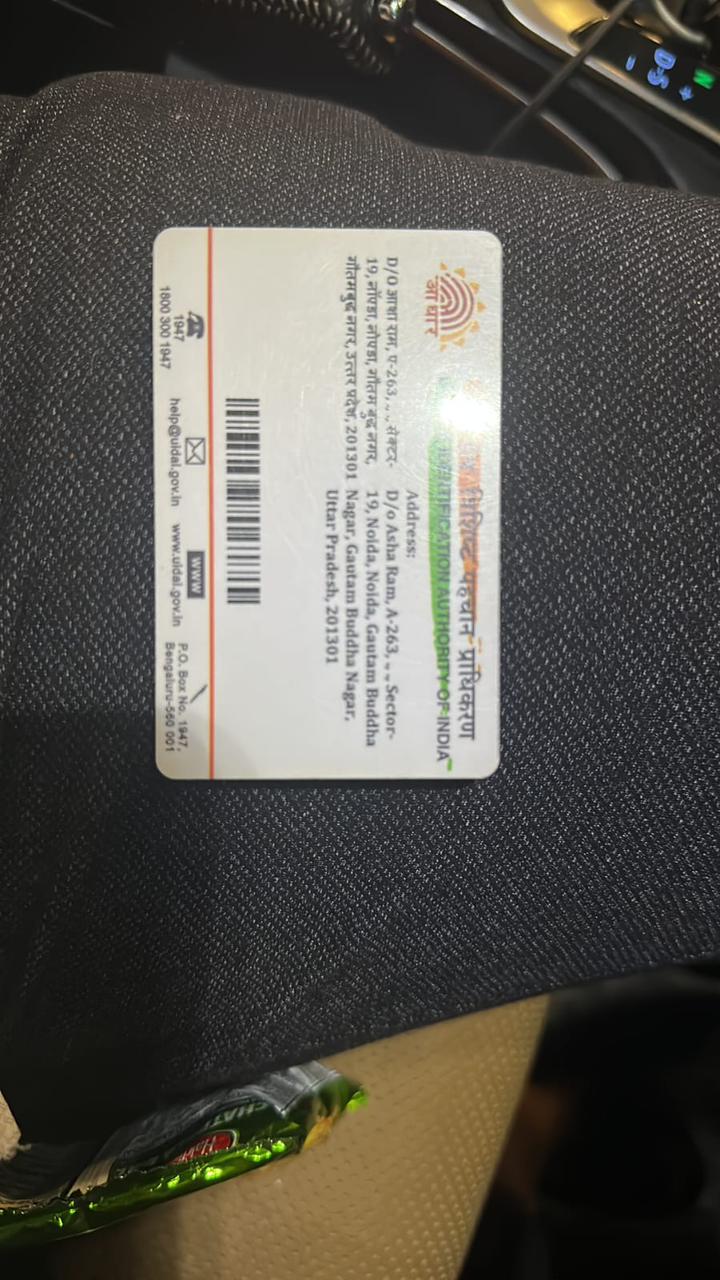 आधार
विशिष्ट पहचान प्राधिकरण
AUTHORITY OF INDIA
D/O आशा राम, ए-263, ., ., सेक्टर-
19, नॉएडा, नोएडा, गौतम बुद्ध नगर,
गौतमबुद्ध नगर, उत्तर प्रदेश, 201301
Address:
D/o Asha Ram, A-263, ., ., Sector-
19, Noida, Noida, Gautam Buddha
Nagar, Gautam Buddha Nagar,
Uttar Pradesh, 201301
1947
1800 300 1947
help@uidai.gov.in
www
www.uidai.gov.in
P.O. Box No. 1947,
Bengaluru-560 001
N
+
D-S
-